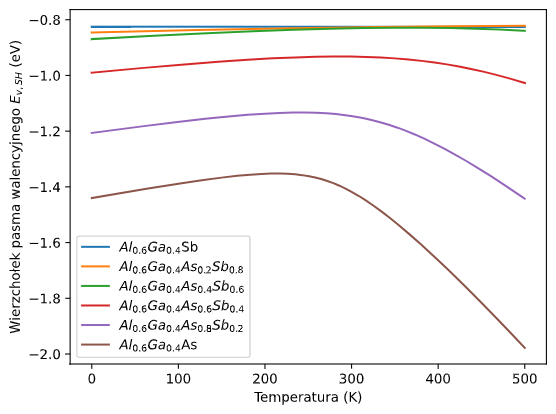 Wierzchołek pasma walencyjnego E_{v, SH} (eV)
−0.8
−1.0
−1.2
−1.4
−1.6
−1.8
−2.0
Al_{0.6}Ga_{0.4}Sb
Al_{0.6}Ga_{0.4}As_{0.2}Sb_{0.8}
Al_{0.6}Ga_{0.4}As_{0.4}Sb_{0.6}
Al_{0.6}Ga_{0.4}As_{0.6}Sb_{0.4}
Al_{0.6}Ga_{0.4}As_{0.8}Sb_{0.2}
Al_{0.6}Ga_{0.4}As
0 100 200 300 400 500
Temperatura (K)